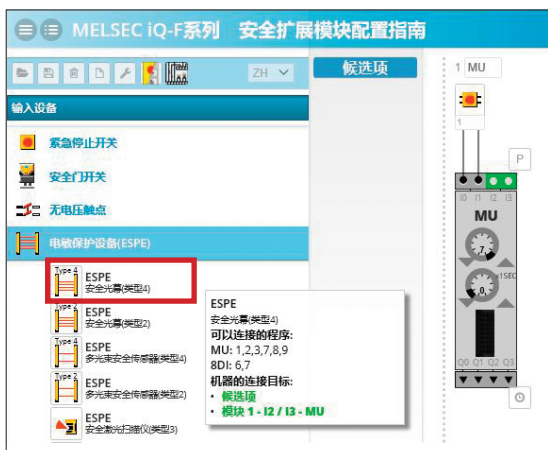 MELSEC iQ-F系列 安全扩展模块配置指南
ZH
候选项
1 MU
输入设备
紧急停止开关
安全门开关
无电压触点
电敏保护设备(ESPE)
Type 4
ESPE
安全光幕(类型4)
Type 2
ESPE
安全光幕(类型2)
Type 4
ESPE
多光束安全传感器(类型4)
Type 2
ESPE
多光束安全传感器(类型2)
ESPE
安全激光扫描仪(类型3)
ESPE
安全光幕(类型4)
可以连接的程序:
MU: 1,2,3,7,8,9
8DI: 6,7
机器的连接目标:
• 候选项
• 模块 1 - I2 / I3 - MU
1
P
I0 I1 I2 I3
MU
7
x1SEC
0
Q0 Q1 Q2 Q3